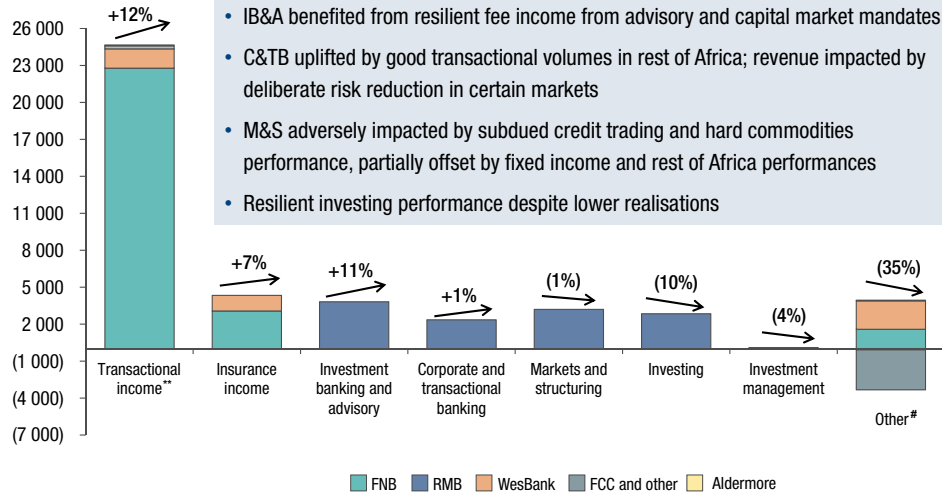 • IB&A benefited from resilient fee income from advisory and capital market mandates
• C&TB uplifted by good transactional volumes in rest of Africa; revenue impacted by
deliberate risk reduction in certain markets
• M&S adversely impacted by subdued credit trading and hard commodities
performance, partially offset by fixed income and rest of Africa performances
• Resilient investing performance despite lower realisations
26 000
23 000
20 000
17 000
14 000
11 000
8 000
5 000
2 000
(1 000)
(4 000)
(7 000)
+12%
+7%
+11%
+1%
(1%)
(10%)
(4%)
(35%)
Transactional
income**
Insurance
income
Investment
banking and
advisory
Corporate and
transactional
banking
Markets and
structuring
Investing
Investment
management
Other#
FNB
RMB
WesBank
FCC and other
Aldermore